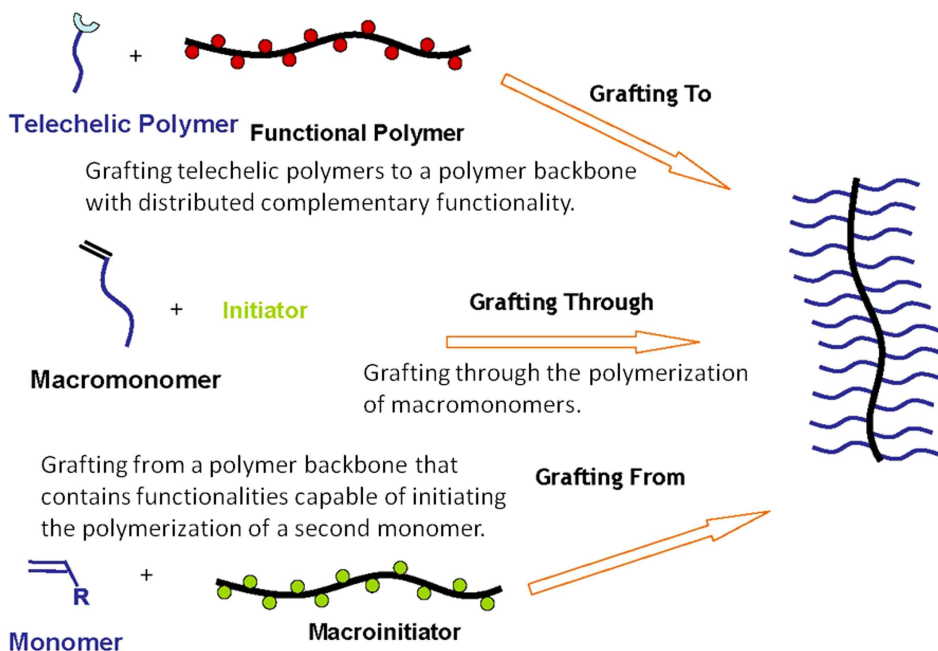 +
Telechelic Polymer
Functional Polymer
Grafting To
Grafting telechelic polymers to a polymer backbone
with distributed complementary functionality.
+
Initiator
Macromonomer
Grafting Through
Grafting through the polymerization
of macromonomers.
Grafting from a polymer backbone that
contains functionalities capable of initiating
the polymerization of a second monomer.
Grafting From
R
+
Monomer
Macroinitiator